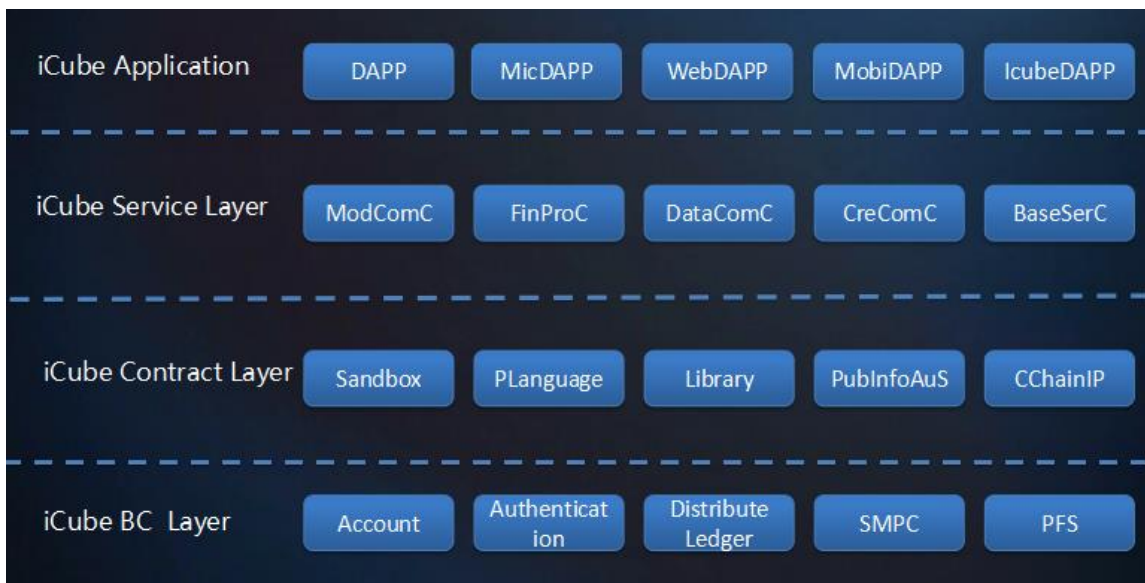 iCube Application
DAPP
MicDAPP
WebDAPP
MobiDAPP
IcubeDAPP
iCube Service Layer
ModComC
FinProC
DataComC
CreComC
BaseSerC
iCube Contract Layer
Sandbox
PLanguage
Library
PubInfoAuS
CChainIP
iCube BC Layer
Account
Authenticat
ion
Distribute
Ledger
SMPC
PFS